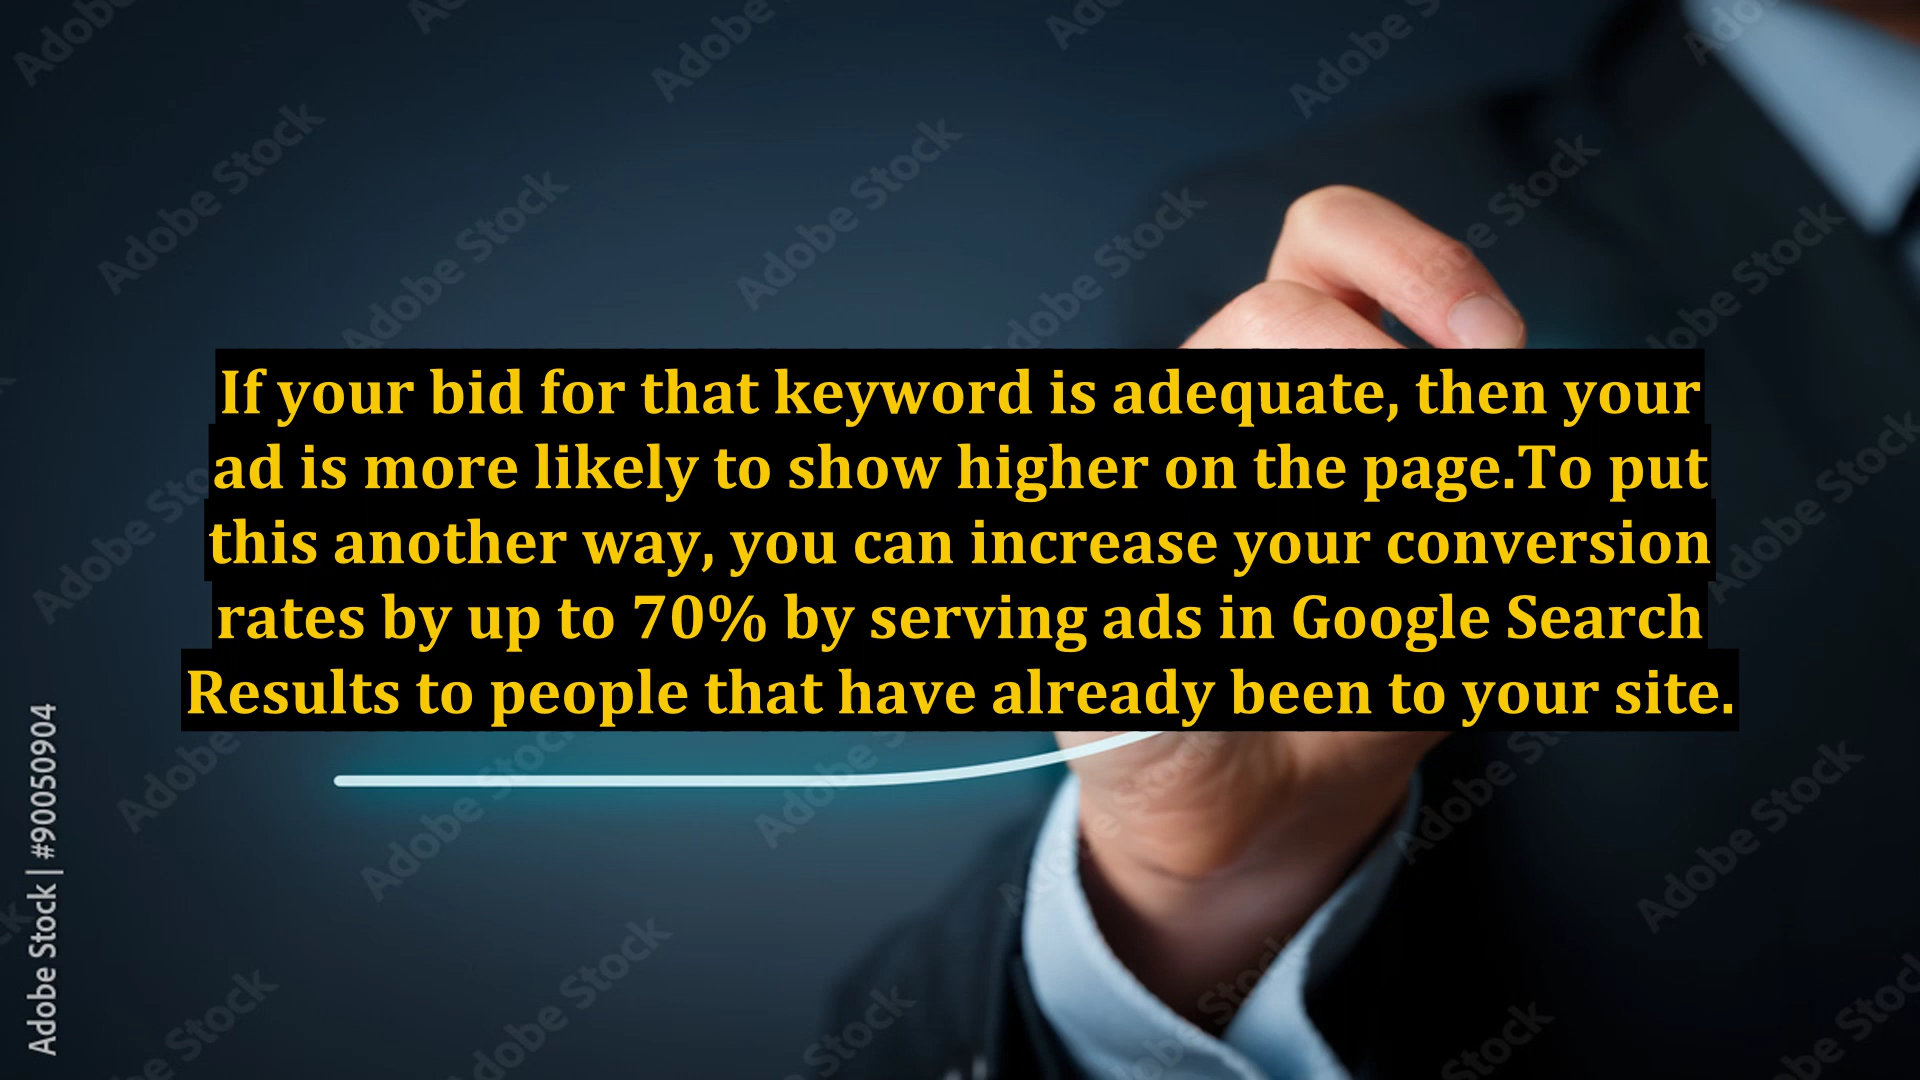 If your bid for that keyword is adequate, then your
ad is more likely to show higher on the page.To put
this another way, you can increase your conversion
rates by up to 70% by serving ads in Google Search
Results to people that have already been to your site.
Adobe Stock | #90050904
Adobe Stock